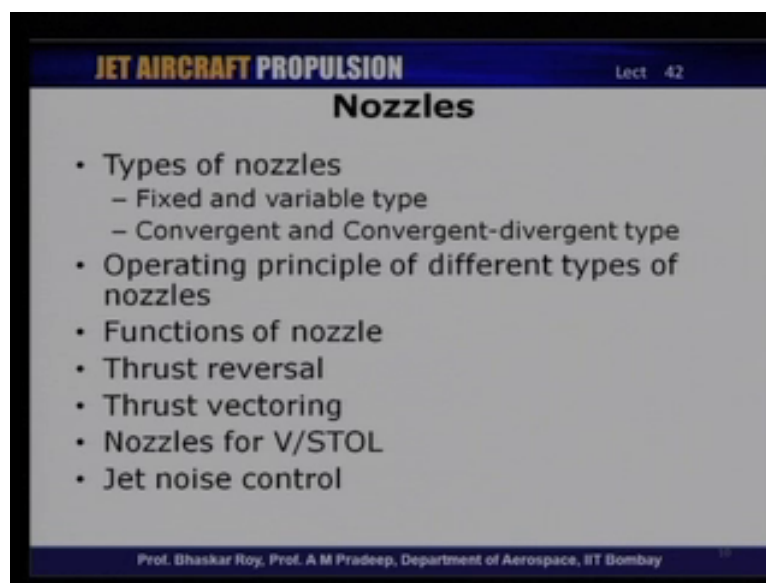 JET AIRCRAFT PROPULSION
Lect 42
Nozzles
• Types of nozzles
– Fixed and variable type
– Convergent and Convergent-divergent type
• Operating principle of different types of
nozzles
• Functions of nozzle
• Thrust reversal
• Thrust vectoring
• Nozzles for V/STOL
• Jet noise control
Prof. Bhaskar Roy, Prof. A M Pradeep, Department of Aerospace, IIT Bombay